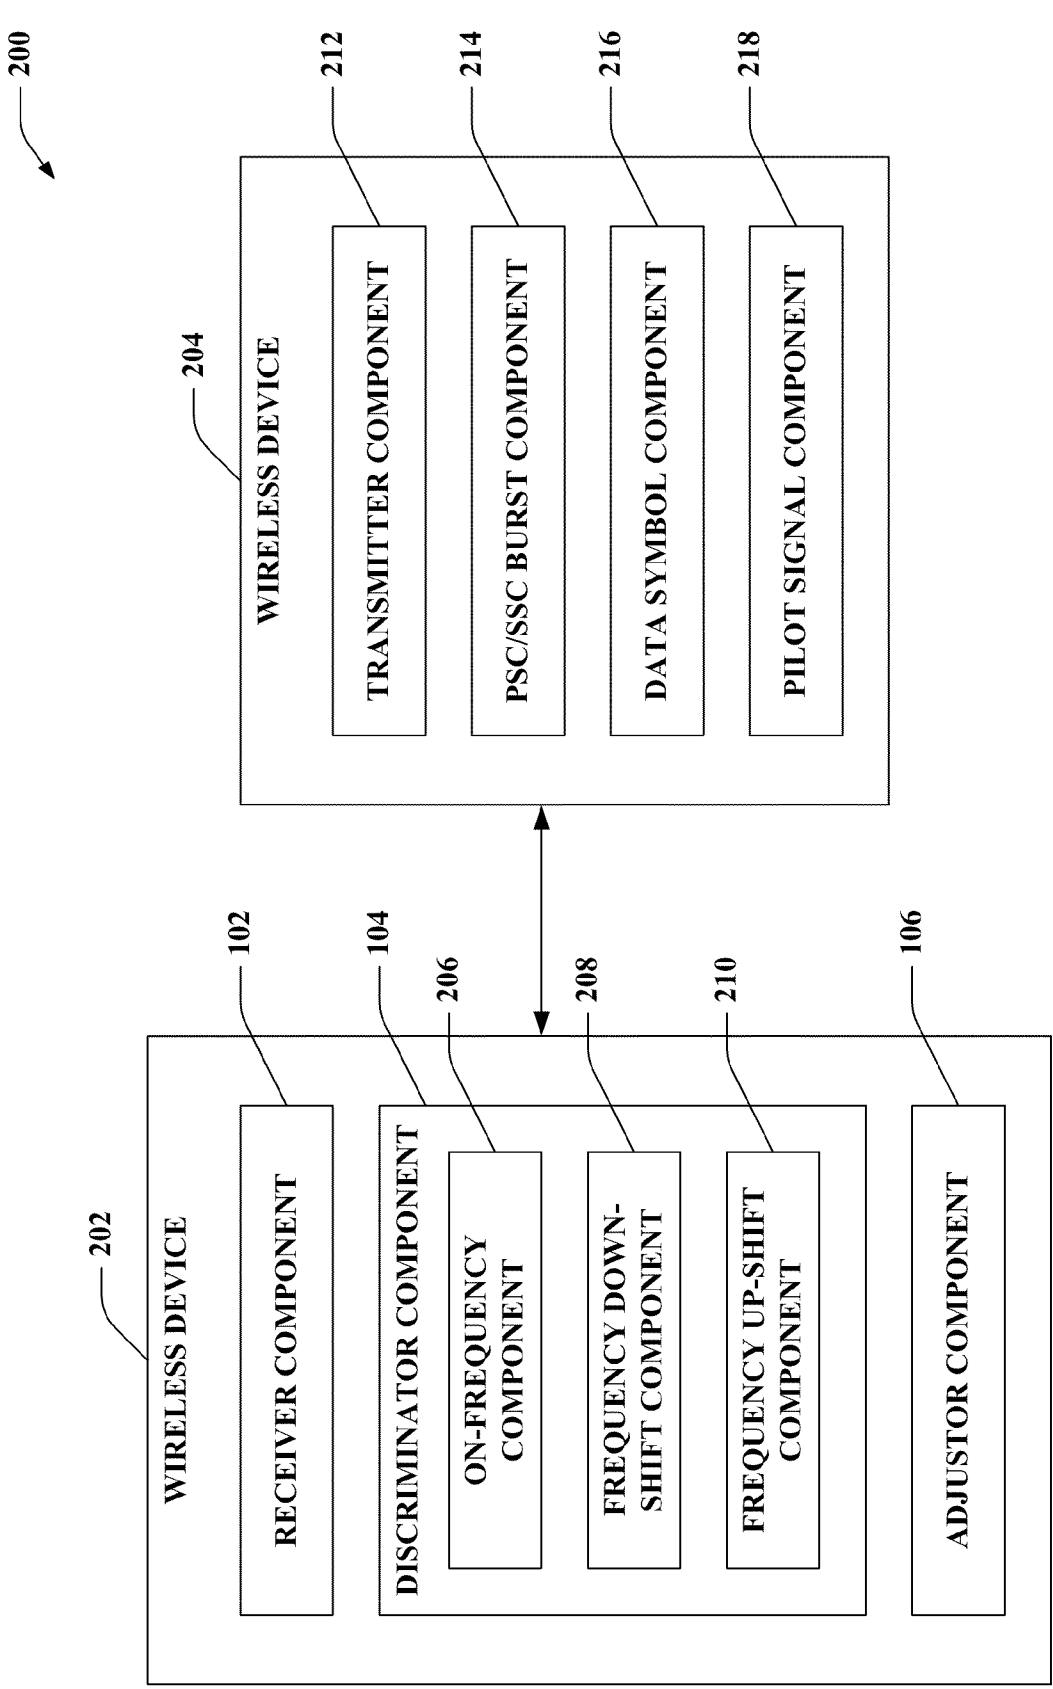 200
202
WIRELESS DEVICE
102
RECEIVER COMPONENT
104
DISCRIMINATOR COMPONENT
206
ON-FREQUENCY
COMPONENT
208
FREQUENCY DOWN-
SHIFT COMPONENT
210
FREQUENCY UP-SHIFT
COMPONENT
106
ADJUSTOR COMPONENT
204
WIRELESS DEVICE
212
TRANSMITTER COMPONENT
214
PSC/SSC BURST COMPONENT
216
DATA SYMBOL COMPONENT
218
PILOT SIGNAL COMPONENT